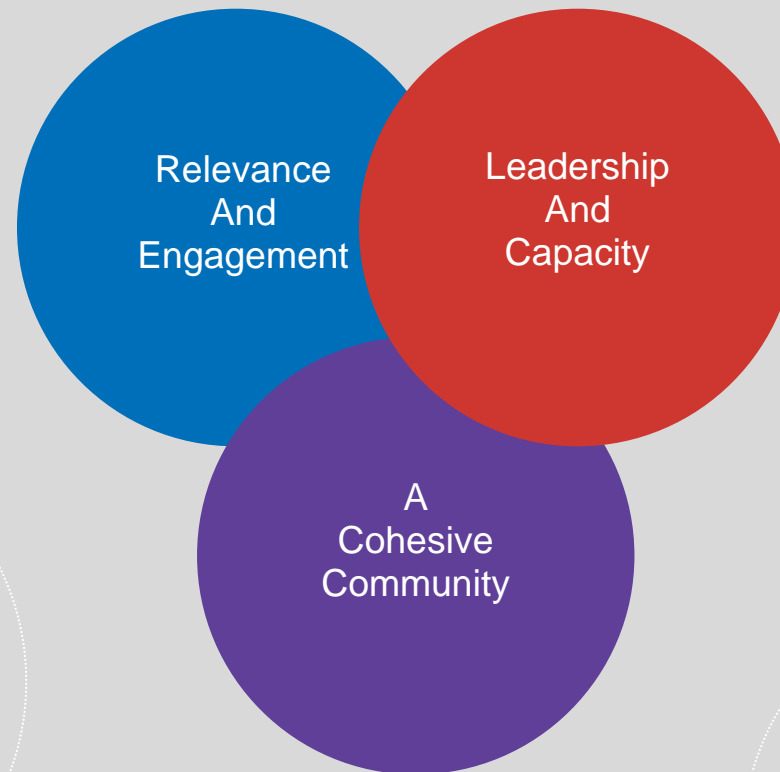 Relevance
And
Engagement
Leadership
And
Capacity
A
Cohesive
Community